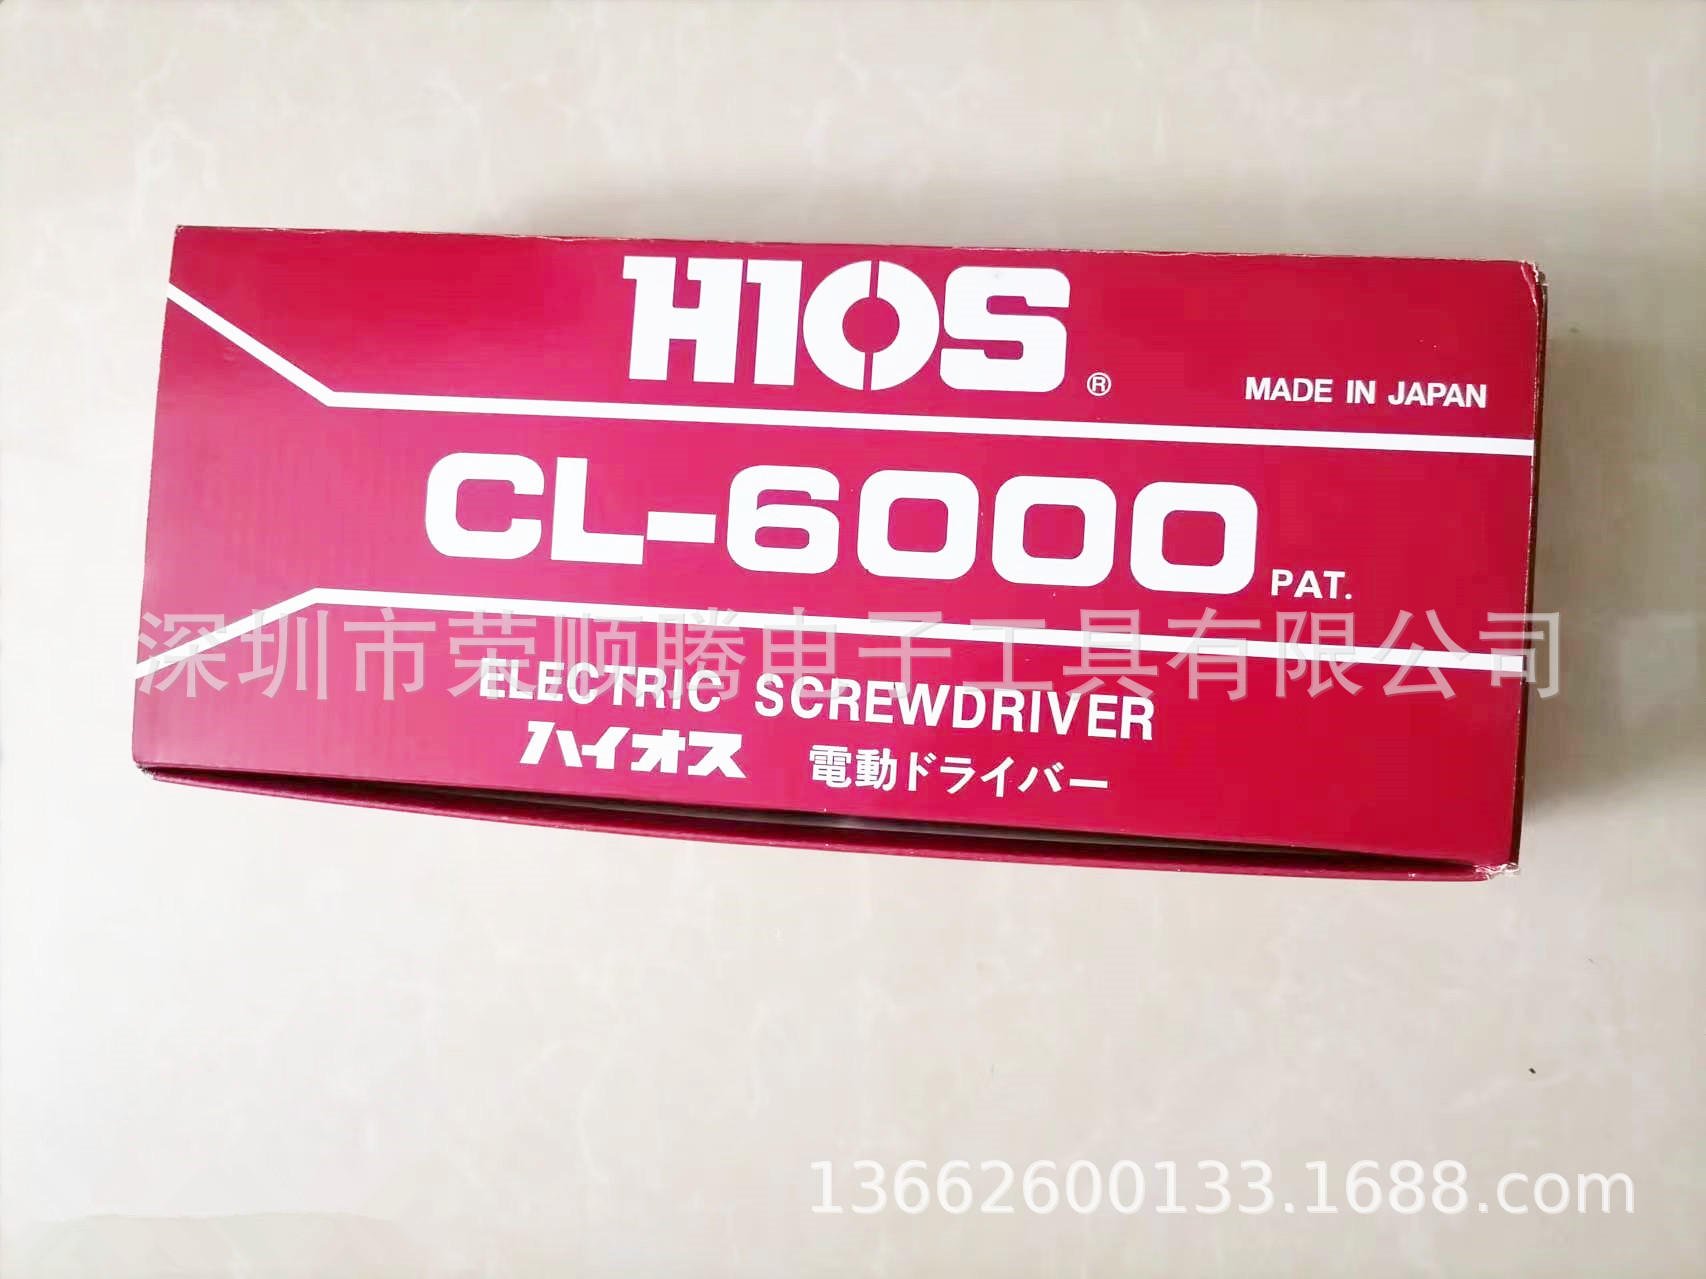 HIOS ®
MADE IN JAPAN
CL-6000 PAT.
深圳市荣顺腾电子工具有限公司
ELECTRIC SCREWDRIVER
ハイオス 電動ドライバー
13662600133.1688.com